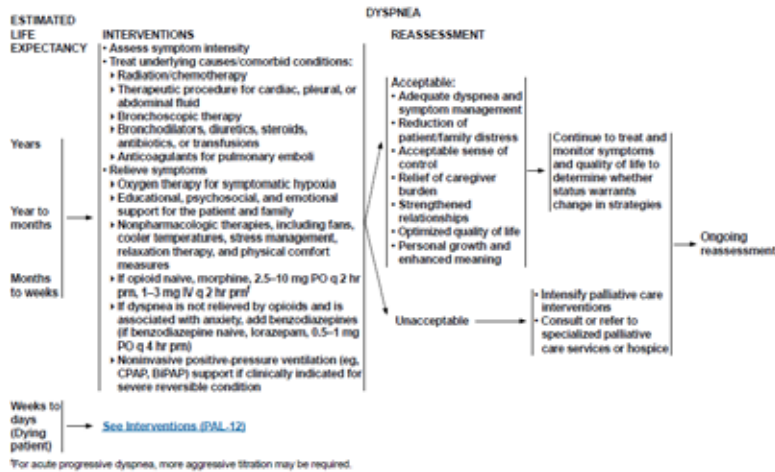 DYSPNEA
ESTIMATED
LIFE
EXPECTANCY
INTERVENTIONS
REASSESSMENT
Years
Year to
months
Months
to weeks
• Assess symptom intensity
• Treat underlying causes/comorbid conditions:
Radiation/chemotherapy
Therapeutic procedure for cardiac, pleural, or
abdominal fluid
Bronchoscopic therapy
Bronchodilators, diuretics, steroids,
antibiotics, or transfusions
Anticoagulants for pulmonary emboli
• Relieve symptoms
Oxygen therapy for symptomatic hypoxia
Educational, psychosocial, and emotional
support for the patient and family
Nonpharmacologic therapies, including fans,
cooler temperatures, stress management,
relaxation therapy, and physical comfort
measures
If opioid naive, morphine, 2.5–10 mg PO q 2 hr
prn, 1–3 mg IV q 2 hr prn
If dyspnea is not relieved by opioids and is
associated with anxiety, add benzodiazepines
(if benzodiazepine naive, lorazepam, 0.5–1 mg
PO q 4 hr prn)
Noninvasive positive-pressure ventilation (eg,
CPAP, BiPAP) support if clinically indicated for
severe reversible condition
Acceptable:
• Adequate dyspnea and
symptom management
• Reduction of
patient/family distress
• Acceptable sense of
control
• Relief of caregiver
burden
• Strengthened
relationships
• Optimized quality of life
• Personal growth and
enhanced meaning
Continue to treat and
monitor symptoms
and quality of life to
determine whether
status warrants
change in strategies
Unacceptable
• Intensify palliative care
interventions
• Consult or refer to
specialized palliative
care services or hospice
Ongoing
reassessment
Weeks to
days
(Dying
patient)
See Interventions (PAL-12)
For acute progressive dyspnea, more aggressive titration may be required.